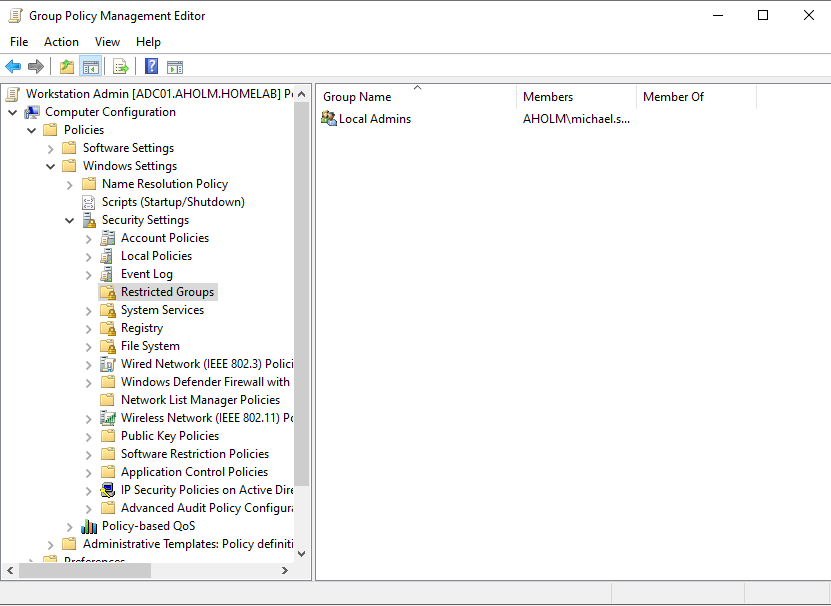 Group Policy Management Editor
File Action View Help
Workstation Admin [ADC01.AHOLM.HOMELAB] Po
Computer Configuration
Policies
Software Settings
Windows Settings
Name Resolution Policy
Scripts (Startup/Shutdown)
Security Settings
Account Policies
Local Policies
Event Log
Restricted Groups
System Services
Registry
File System
Wired Network (IEEE 802.3) Polici
Windows Defender Firewall with
Network List Manager Policies
Wireless Network (IEEE 802.11) Po
Public Key Policies
Software Restriction Policies
Application Control Policies
IP Security Policies on Active Dire
Advanced Audit Policy Configura
Policy-based QoS
Administrative Templates: Policy definiti
Preferences
Group Name Members Member Of
Local Admins AHOLM\michael.s...